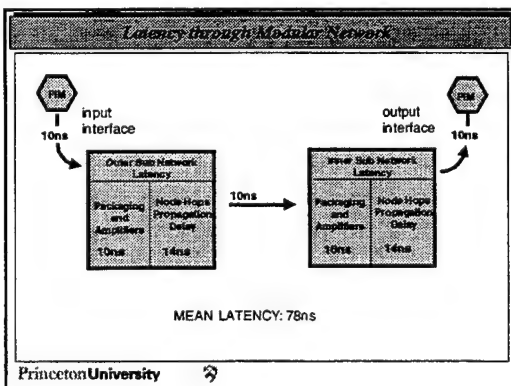 Latency through Modular Network
PIM
input
interface
10ns
PIM
output
interface
10ns
Outer Sub Network
Latency
Packaging
and
Amplifiers
10ns
Node Hops
Propagation
Delay
14ns
10ns
Inner Sub Network
Latency
Packaging
and
Amplifiers
10ns
Node Hops
Propagation
Delay
14ns
MEAN LATENCY: 78ns
Princeton University